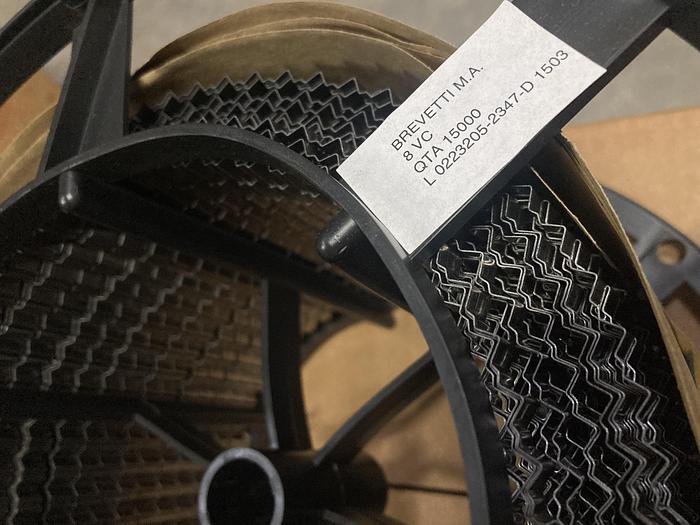 BREVETTI M.A.
8 VC
QTA 15000
L 0223205-2347-D 1503